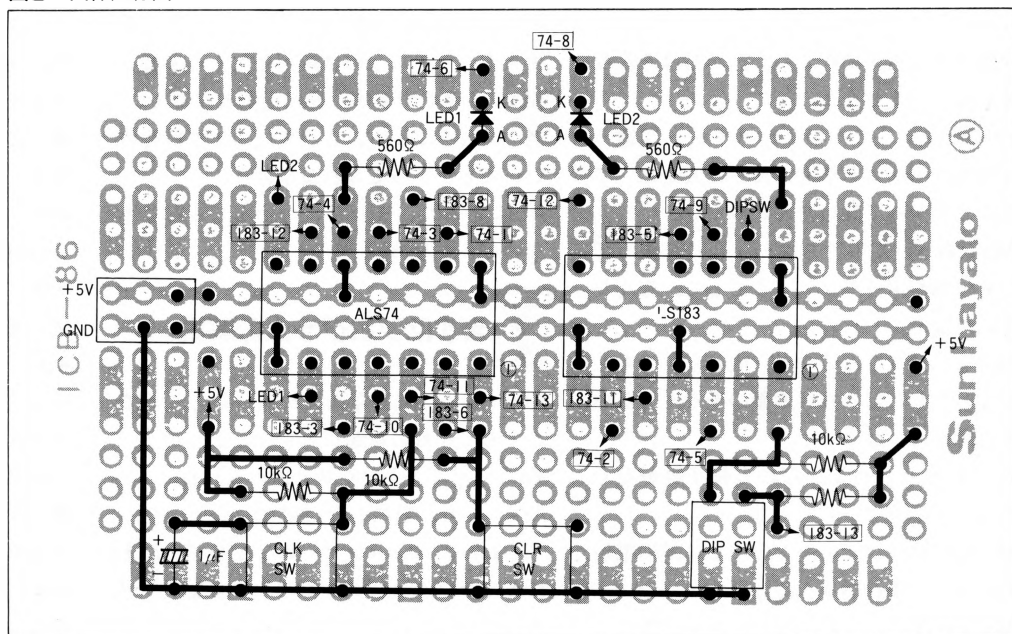 74-8
74-6
K
K
LED1
LED2
A
A
560Ω
560Ω
LED2
74-4
183-8
74-12
74-9
DIPSW
183-12
74-3
74-1
183-5
+5V
ALS74
LS183
GND
+5V
1
1
LED1
74-11
+5V
74-13
183-11
183-6
183-3
74-10
74-2
74-5
10kΩ
10kΩ
10kΩ
183-13
+
1μF
-
CLK
SW
CLR
SW
DIP SW
ICB-86
Sunhayato
A